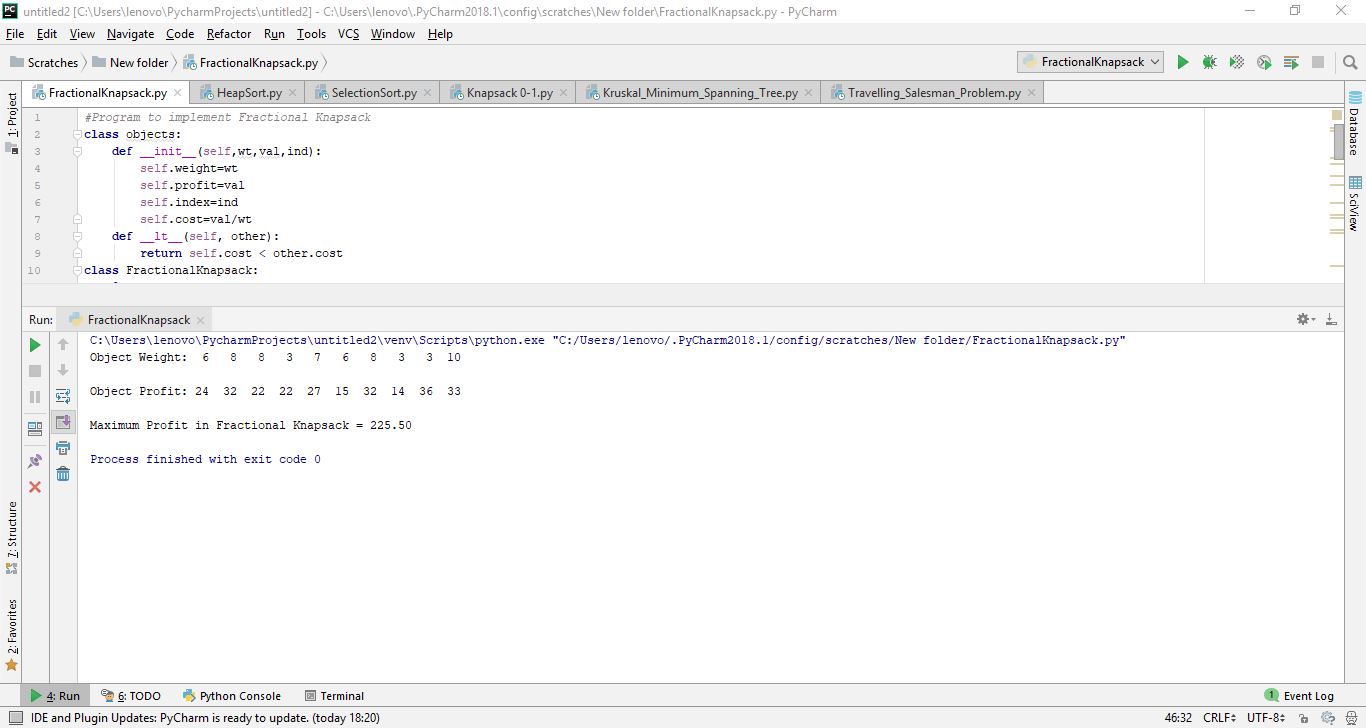 untitled2 [C:\Users\lenovo\PycharmProjects\untitled2] - C:\Users\lenovo\.PyCharm2018.1\config\scratches\New folder\FractionalKnapsack.py - PyCharm
File Edit View Navigate Code Refactor Run Tools VCS Window Help
Scratches New folder FractionalKnapsack.py FractionalKnapsack
FractionalKnapsack.py HeapSort.py SelectionSort.py Knapsack 0-1.py Kruskal_Minimum_Spanning_Tree.py Travelling_Salesman_Problem.py
1: Project
1 #Program to implement Fractional Knapsack
2 class objects:
3 def __init__(self,wt,val,ind):
4 self.weight=wt
5 self.profit=val
6 self.index=ind
7 self.cost=val/wt
8 def __lt__(self, other):
9 return self.cost < other.cost
10 class FractionalKnapsack:
Database
SciView
Run: FractionalKnapsack
C:\Users\lenovo\PycharmProjects\untitled2\venv\Scripts\python.exe "C:/Users/lenovo/.PyCharm2018.1/config/scratches/New folder/FractionalKnapsack.py"
Object Weight: 6 8 8 3 7 6 8 3 3 10
Object Profit: 24 32 22 22 27 15 32 14 36 33
Maximum Profit in Fractional Knapsack = 225.50
Process finished with exit code 0
7: Structure
2: Favorites
4: Run 6: TODO Python Console Terminal 1 Event Log
IDE and Plugin Updates: PyCharm is ready to update. (today 18:20) 46:32 CRLF UTF-8